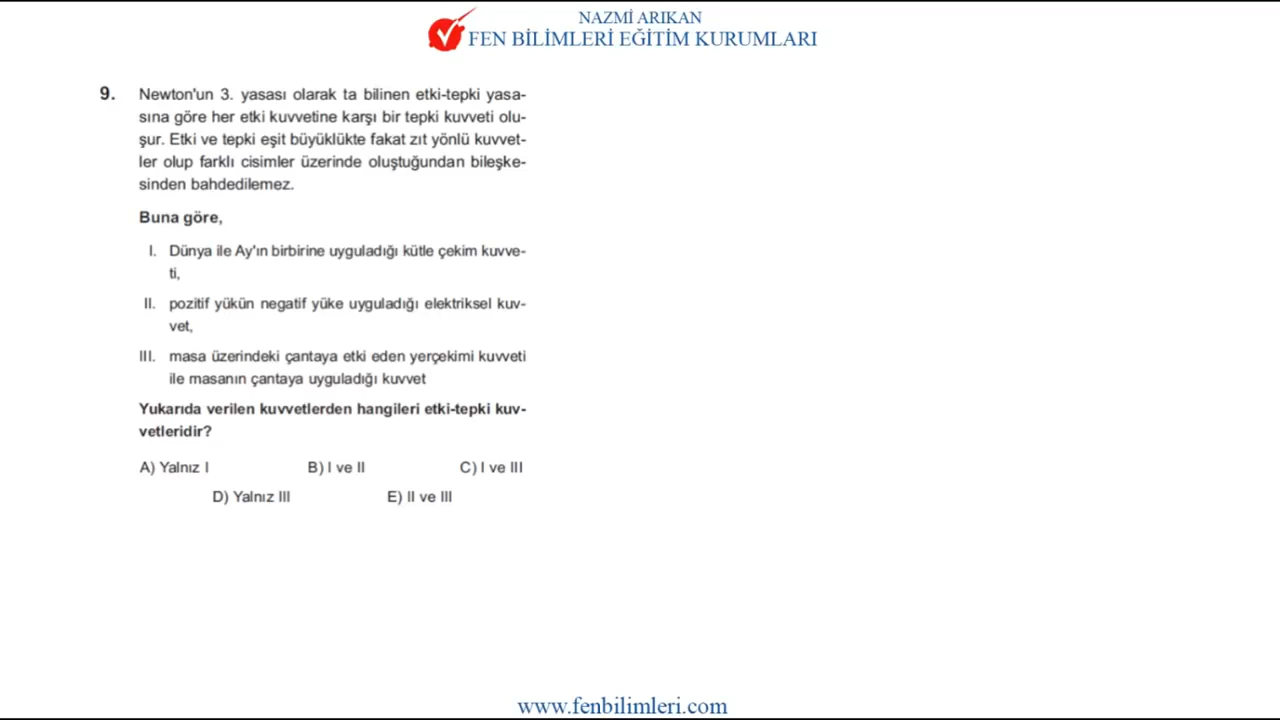 NAZMİ ARIKAN
FEN BİLİMLERİ EĞİTİM KURUMLARI
9. Newton'un 3. yasası olarak ta bilinen etki-tepki yasa-
sına göre her etki kuvvetine karşı bir tepki kuvveti olu-
şur. Etki ve tepki eşit büyüklükte fakat zıt yönlü kuvvet-
ler olup farklı cisimler üzerinde oluştuğundan bileşke-
sinden bahdedilemez.
Buna göre,
I. Dünya ile Ay'ın birbirine uyguladığı kütle çekim kuvve-
ti,
II. pozitif yükün negatif yüke uyguladığı elektriksel kuv-
vet,
III. masa üzerindeki çantaya etki eden yerçekimi kuvveti
ile masanın çantaya uyguladığı kuvvet
Yukarıda verilen kuvvetlerden hangileri etki-tepki kuv-
vetleridir?
A) Yalnız I B) I ve II C) I ve III
D) Yalnız III E) II ve III
www.fenbilimleri.com